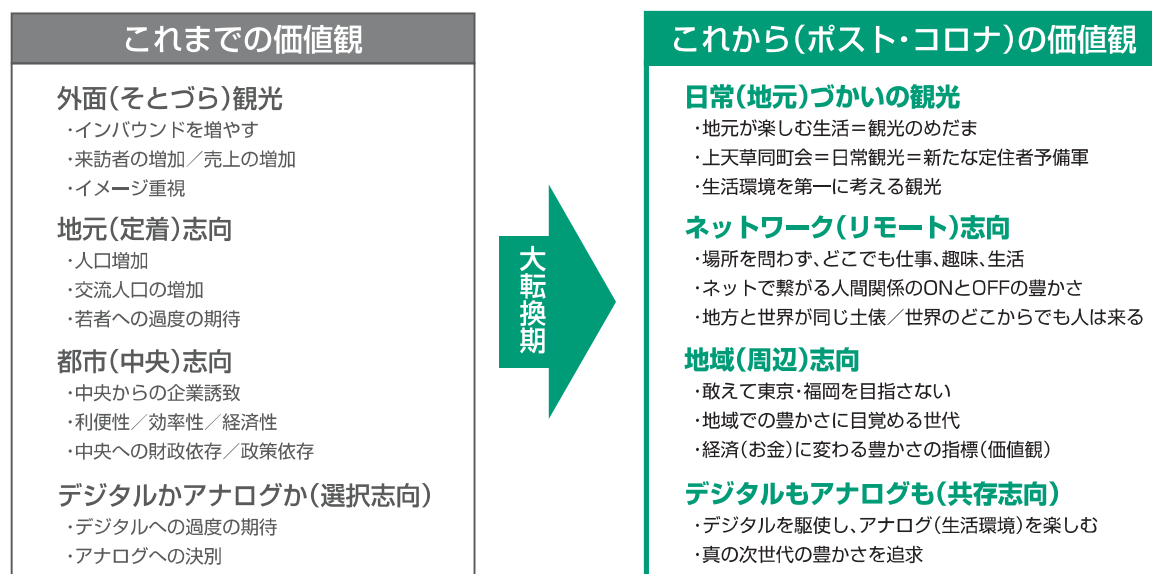 これまでの価値観
外面(そとづら)観光
・インバウンドを増やす
・来訪者の増加／売上の増加
・イメージ重視
地元(定着)志向
・人口増加
・交流人口の増加
・若者への過度の期待
都市(中央)志向
・中央からの企業誘致
・利便性／効率性／経済性
・中央への財政依存／政策依存
デジタルかアナログか(選択志向)
・デジタルへの過度の期待
・アナログへの決別
大転換期
これから(ポスト・コロナ)の価値観
日常(地元)づかいの観光
・地元が楽しむ生活＝観光のめだま
・上天草同町会＝日常観光＝新たな定住者予備軍
・生活環境を第一に考える観光
ネットワーク(リモート)志向
・場所を問わず、どこでも仕事、趣味、生活
・ネットで繋がる人間関係のONとOFFの豊かさ
・地方と世界が同じ土俵／世界のどこからでも人は来る
地域(周辺)志向
・敢えて東京・福岡を目指さない
・地域での豊かさに目覚める世代
・経済(お金)に変わる豊かさの指標(価値観)
デジタルもアナログも(共存志向)
・デジタルを駆使し、アナログ(生活環境)を楽しむ
・真の次世代の豊かさを追求